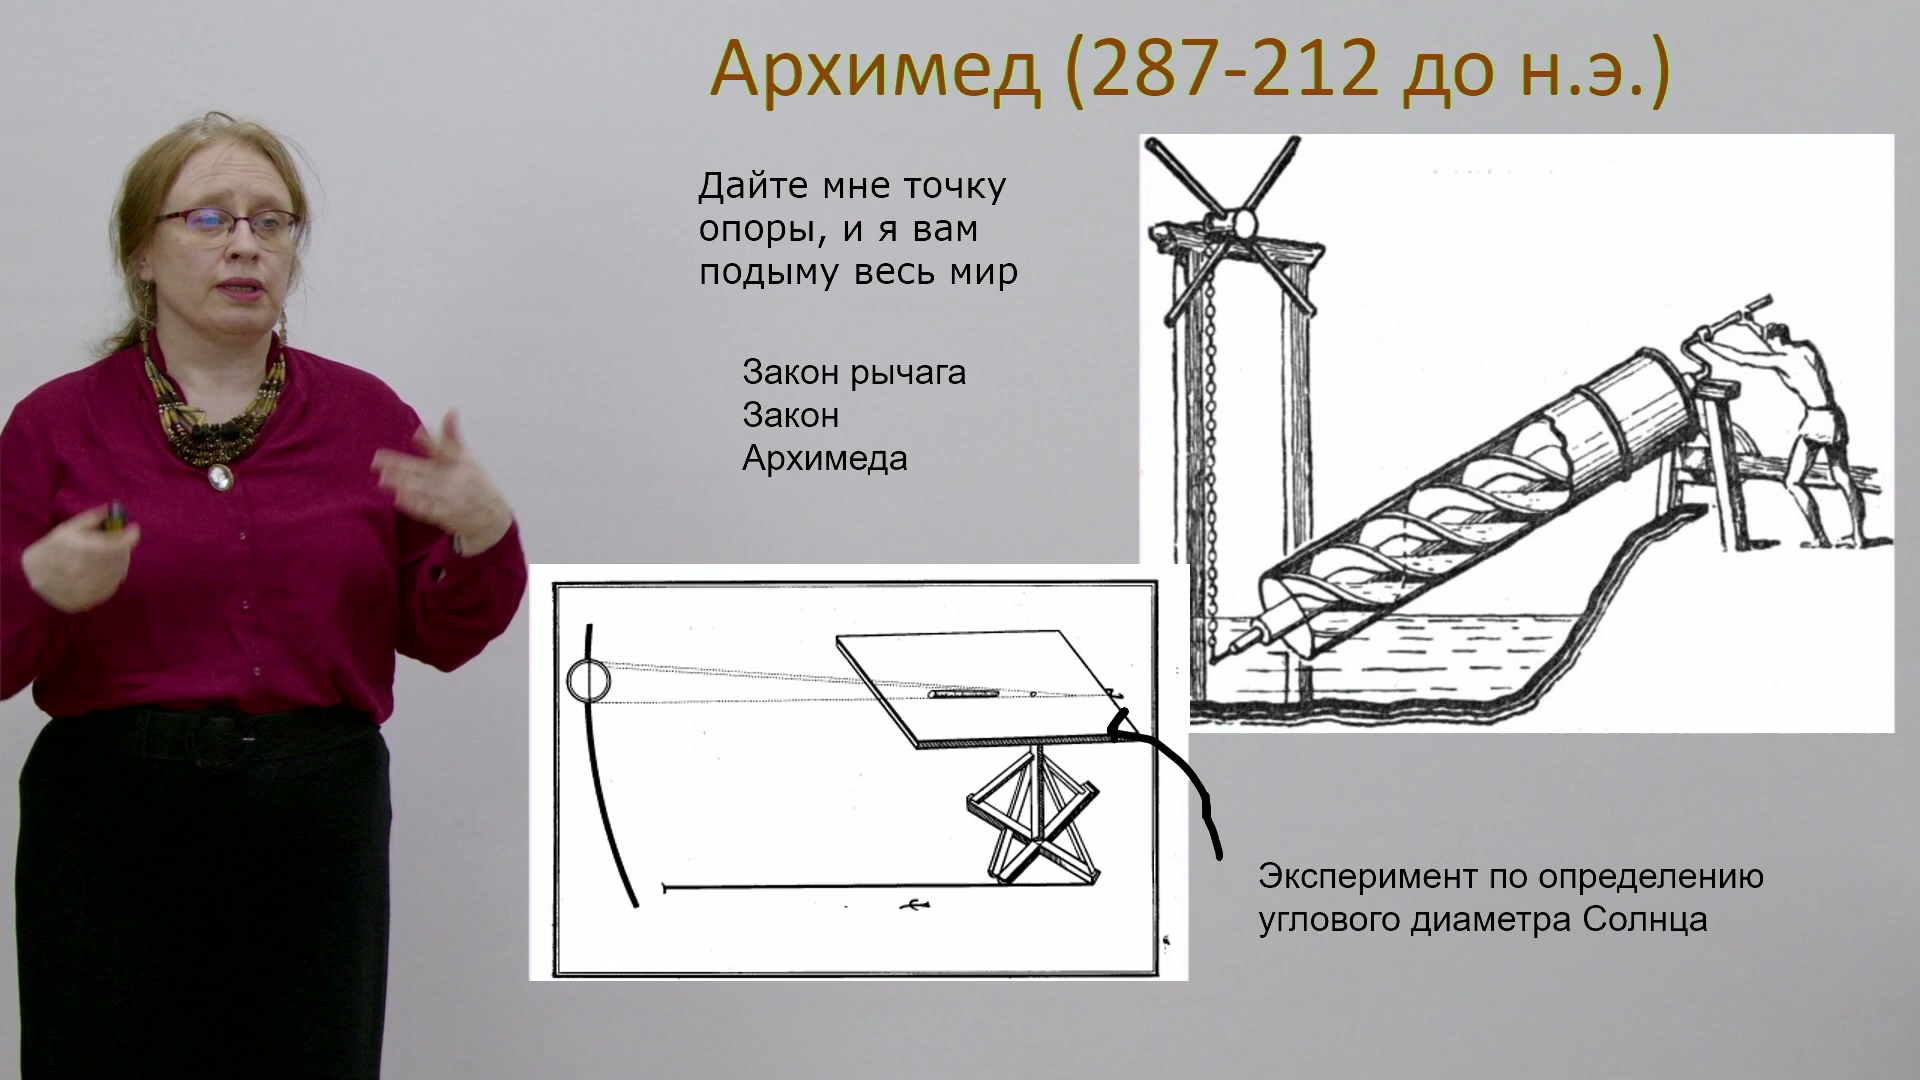 Архимед (287-212 до н.э.)
Дайте мне точку
опоры, и я вам
подыму весь мир
Закон рычага
Закон
Архимеда
Эксперимент по определению
углового диаметра Солнца